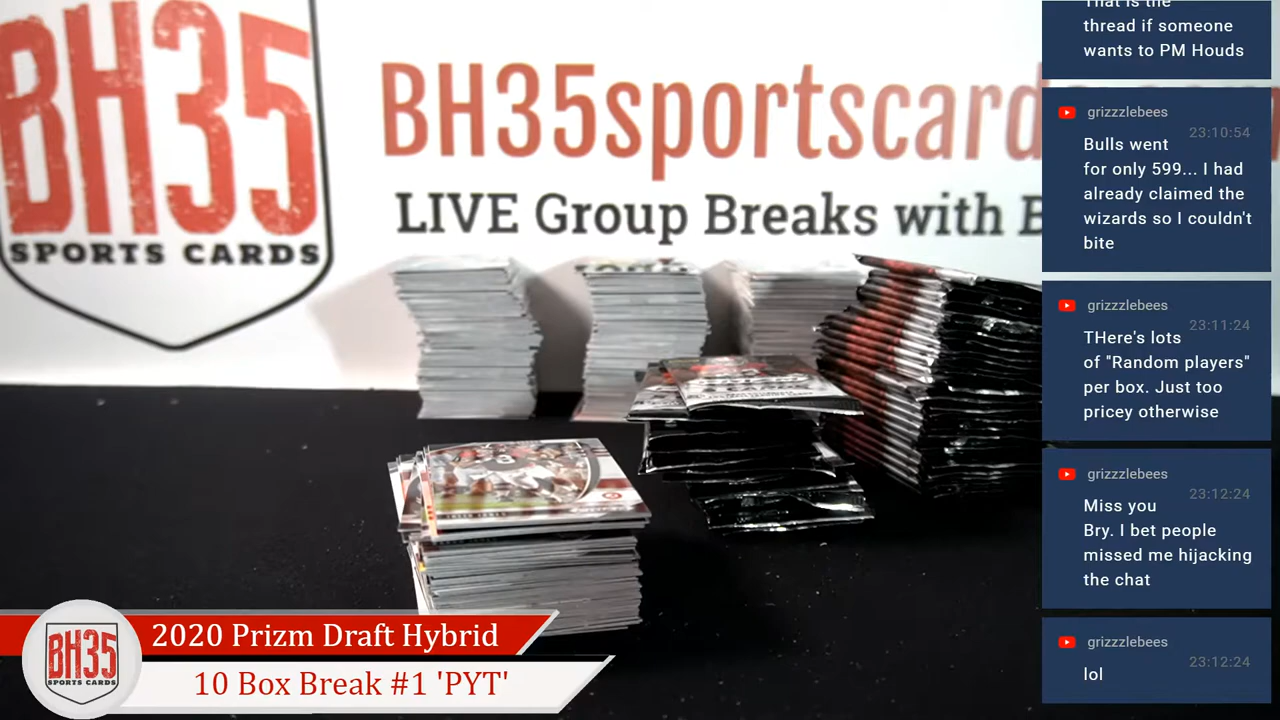 BH35
SPORTS CARDS
BH35sportscards
LIVE Group Breaks with B
That is the
thread if someone
wants to PM Houds
grizzzlebees
23:10:54
Bulls went
for only 599... I had
already claimed the
wizards so I couldn't
bite
grizzzlebees
23:11:24
THere's lots
of "Random players"
per box. Just too
pricey otherwise
grizzzlebees
23:12:24
Miss you
Bry. I bet people
missed me hijacking
the chat
grizzzlebees
23:12:24
lol
BH35
SPORTS CARDS
2020 Prizm Draft Hybrid
10 Box Break #1 'PYT'